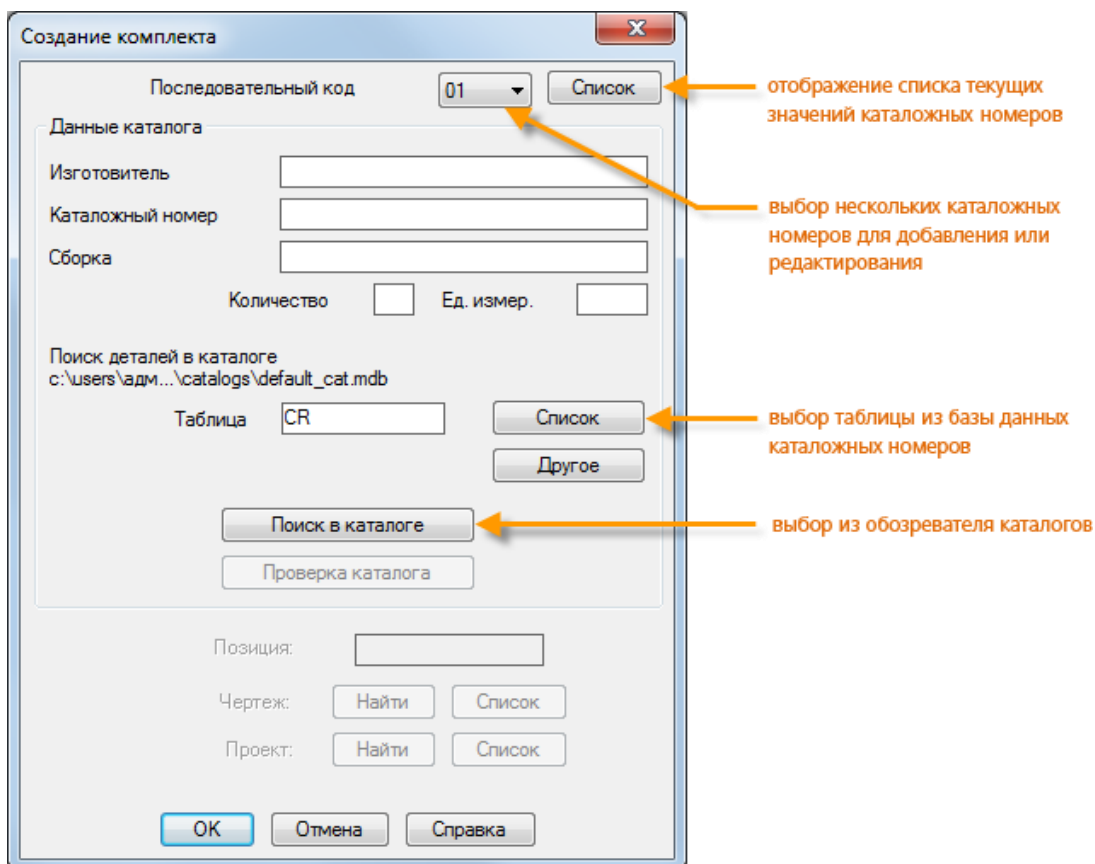 Создание комплекта
Последовательный код 01 Список
отображение списка текущих
значений каталожных номеров
Данные каталога
Изготовитель
Каталожный номер
выбор нескольких каталожных
номеров для добавления или
редактирования
Сборка
Количество Ед. измер.
Поиск деталей в каталоге
c:\users\адм...\catalogs\default_cat.mdb
Таблица CR Список
выбор таблицы из базы данных
каталожных номеров
Другое
Поиск в каталоге
выбор из обозревателя каталогов
Проверка каталога
Позиция:
Чертеж: Найти Список
Проект: Найти Список
OK Отмена Справка